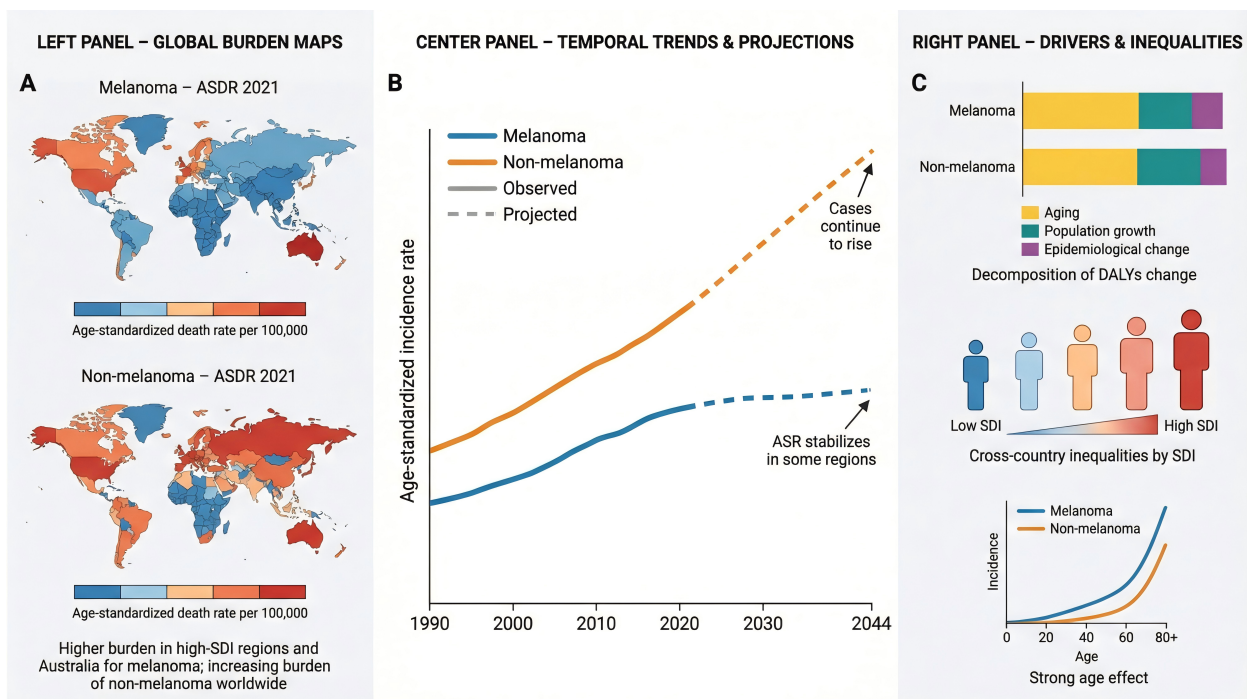 LEFT PANEL – GLOBAL BURDEN MAPS
A
Melanoma – ASDR 2021
Age-standardized death rate per 100,000
Non-melanoma – ASDR 2021
Age-standardized death rate per 100,000
Higher burden in high-SDI regions and
Australia for melanoma; increasing burden
of non-melanoma worldwide
CENTER PANEL – TEMPORAL TRENDS & PROJECTIONS
B
Melanoma
Non-melanoma
Observed
Projected
Cases
continue
to rise
ASR stabilizes
in some regions
Age-standardized incidence rate
1990 2000 2010 2020 2030 2044
RIGHT PANEL – DRIVERS & INEQUALITIES
C
Melanoma
Non-melanoma
Aging
Population growth
Epidemiological change
Decomposition of DALYs change
Low SDI High SDI
Cross-country inequalities by SDI
Melanoma
Non-melanoma
Incidence
0 20 40 60 80+
Age
Strong age effect